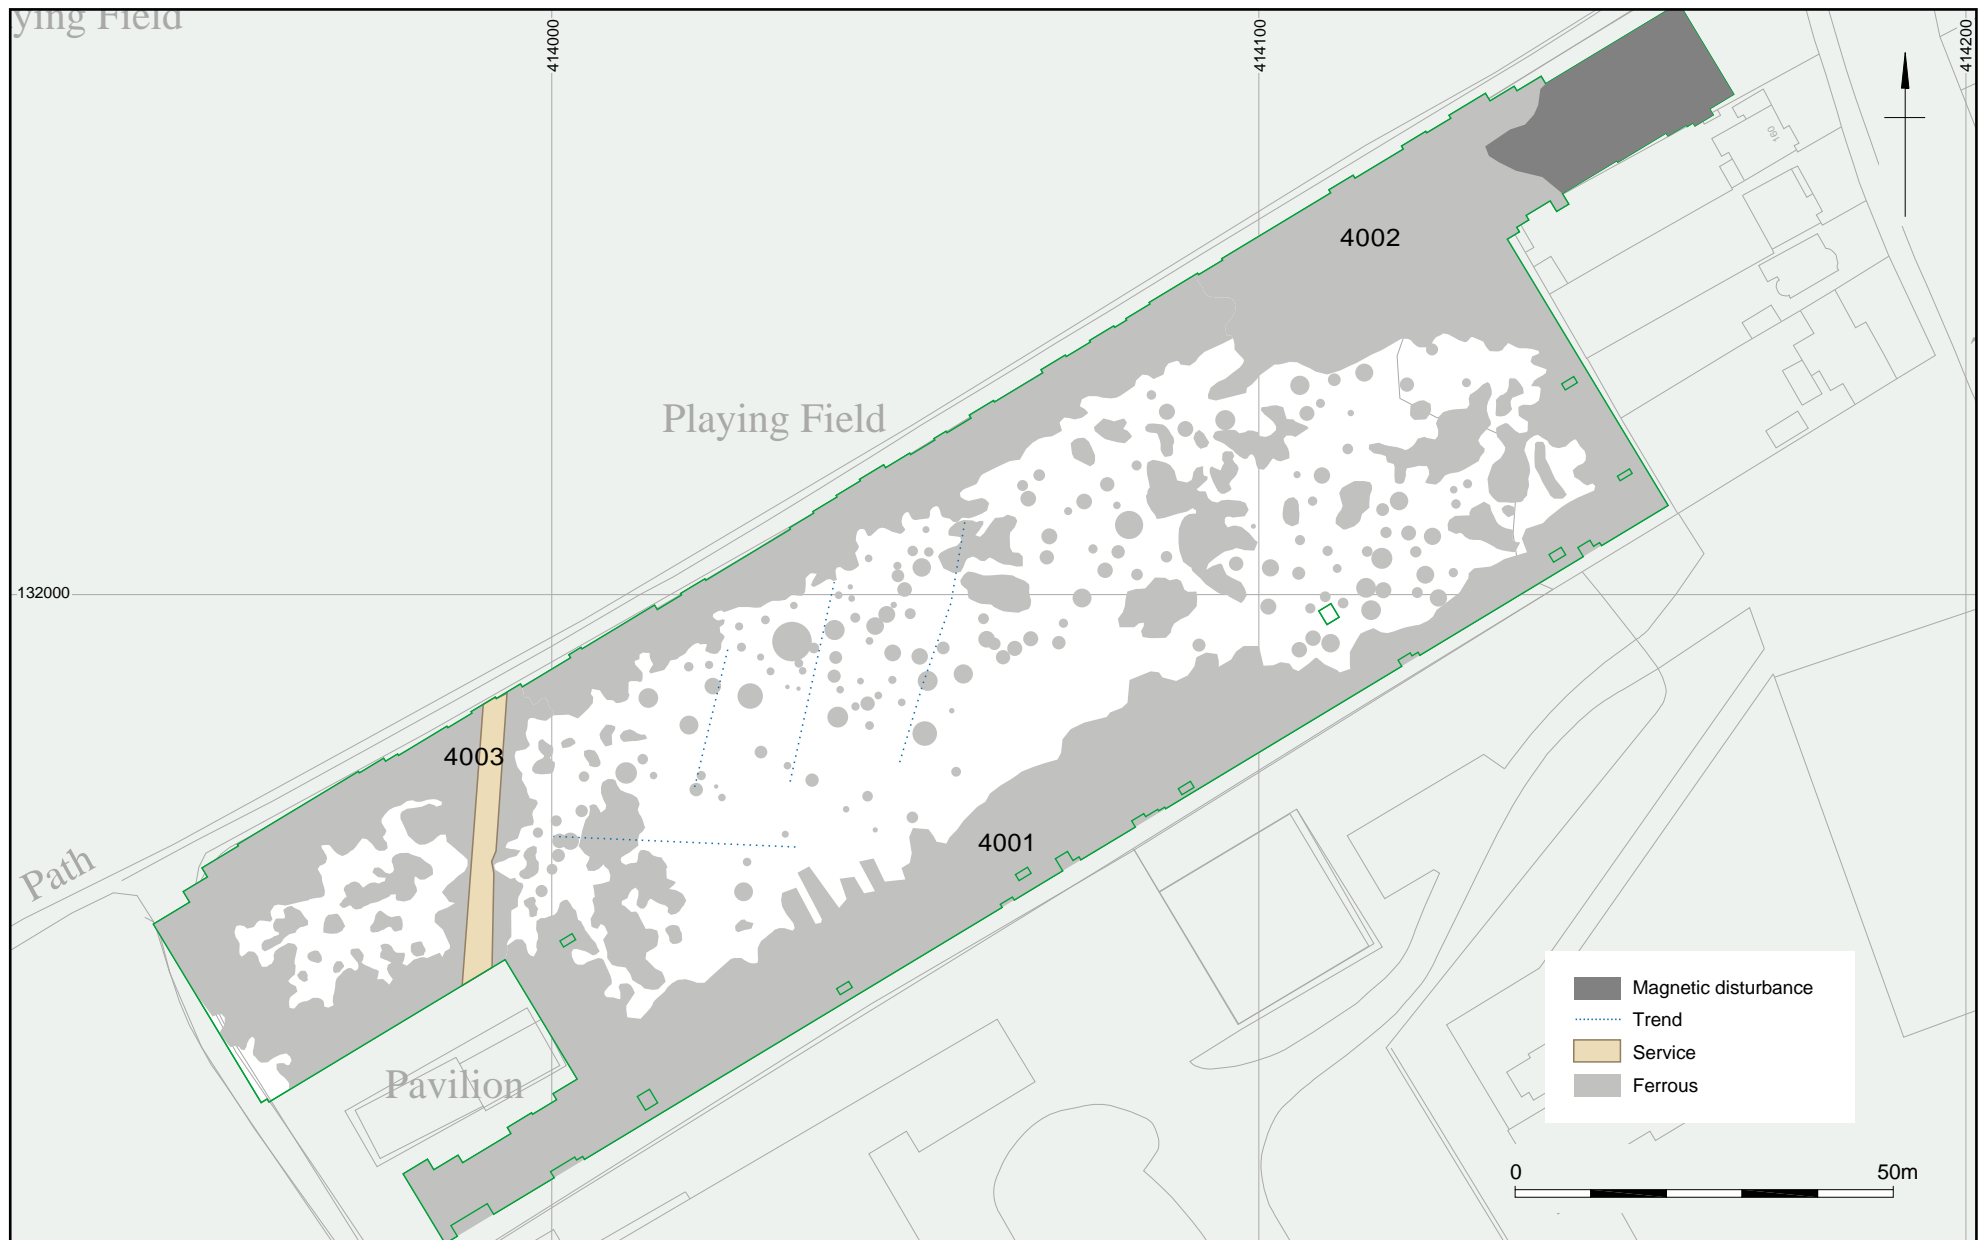 ying Field
414000
414100
414200
160
4002
Playing Field
132000
4003
4001
Path
Pavilion
Magnetic disturbance
Trend
Service
Ferrous
0 50m